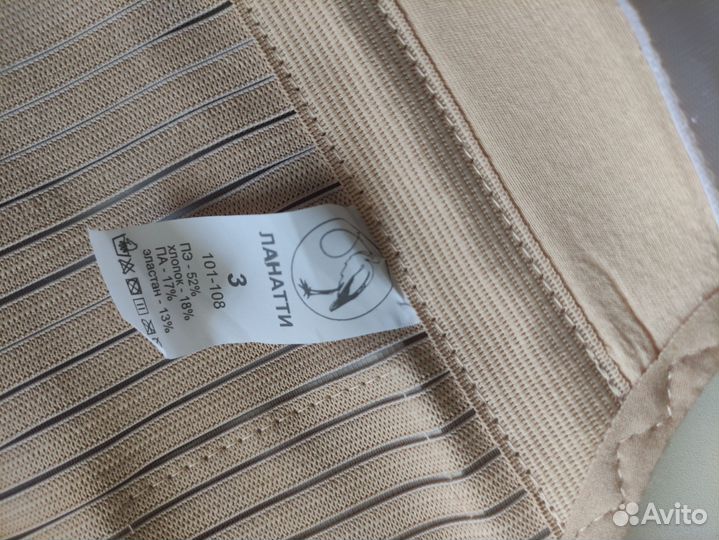 ЛАНАТТИ
3
101-108
ПЭ - 52%
хлопок - 18%
ПА - 17%
эластан - 13%
Avito